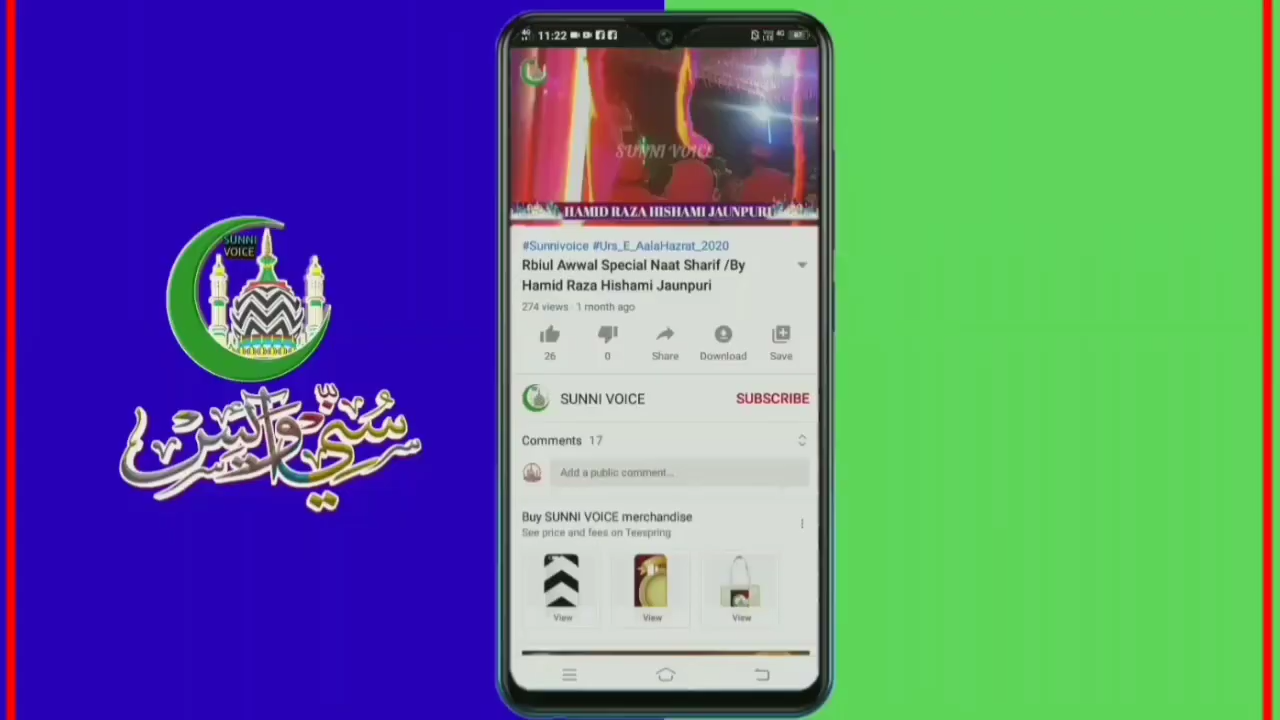 SUNNI
VOICE
سُنّی وائس
11:22
SUNNI VOICE
HAMID RAZA HISHAMI JAUNPURI
#Sunnivoice #Urs_E_AalaHazrat_2020
Rbiul Awwal Special Naat Sharif /By
Hamid Raza Hishami Jaunpuri
274 views · 1 month ago
26
0
Share
Download
Save
SUNNI VOICE
SUBSCRIBE
Comments 17
Add a public comment...
Buy SUNNI VOICE merchandise
See price and fees on Teespring
View
View
View